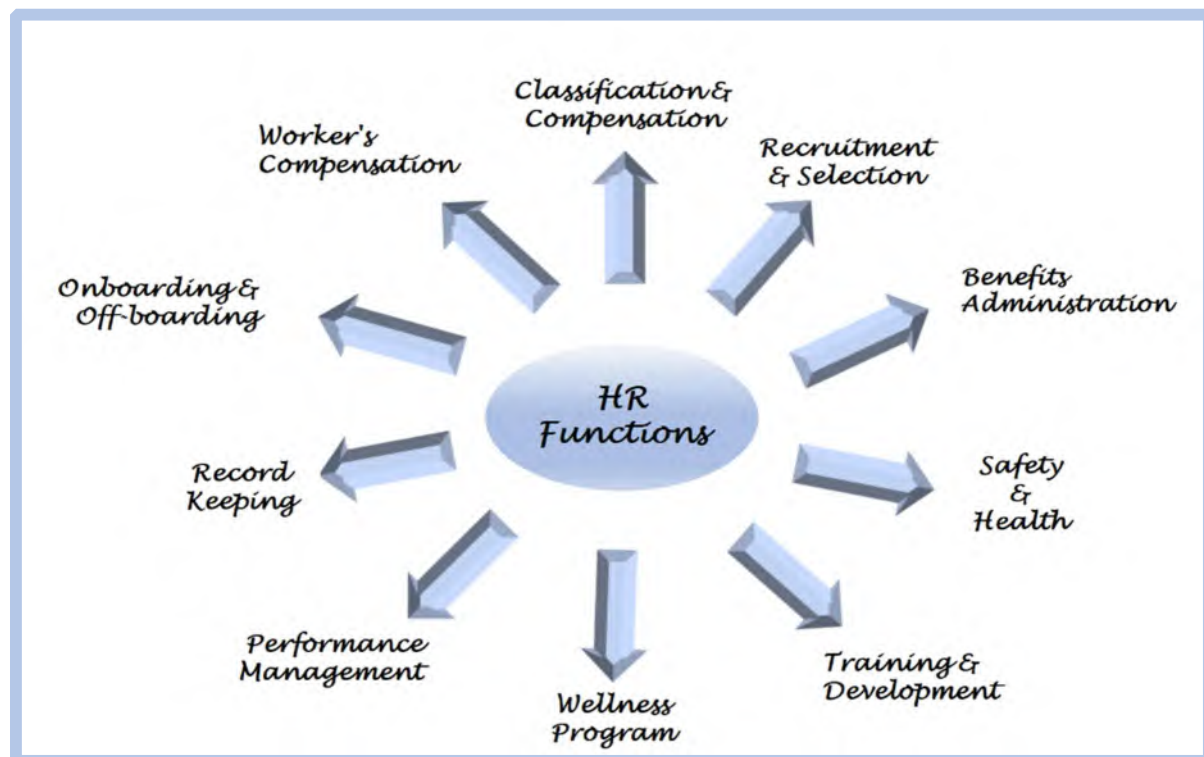 Classification &
Compensation
Worker's
Compensation
Recruitment
& Selection
Onboarding &
Off-boarding
Benefits
Administration
HR
Functions
Record
Keeping
Safety
&
Health
Performance
Management
Training &
Development
Wellness
Program